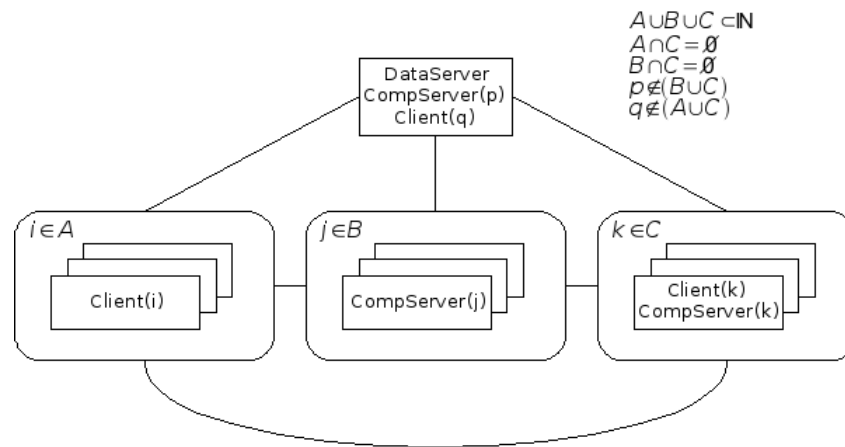 A∪B∪C⊂ℕ
A∩C=∅
B∩C=∅
p∉(B∪C)
q∉(A∪C)
DataServer
CompServer(p)
Client(q)
i∈A
Client(i)
j∈B
CompServer(j)
k∈C
Client(k)
CompServer(k)